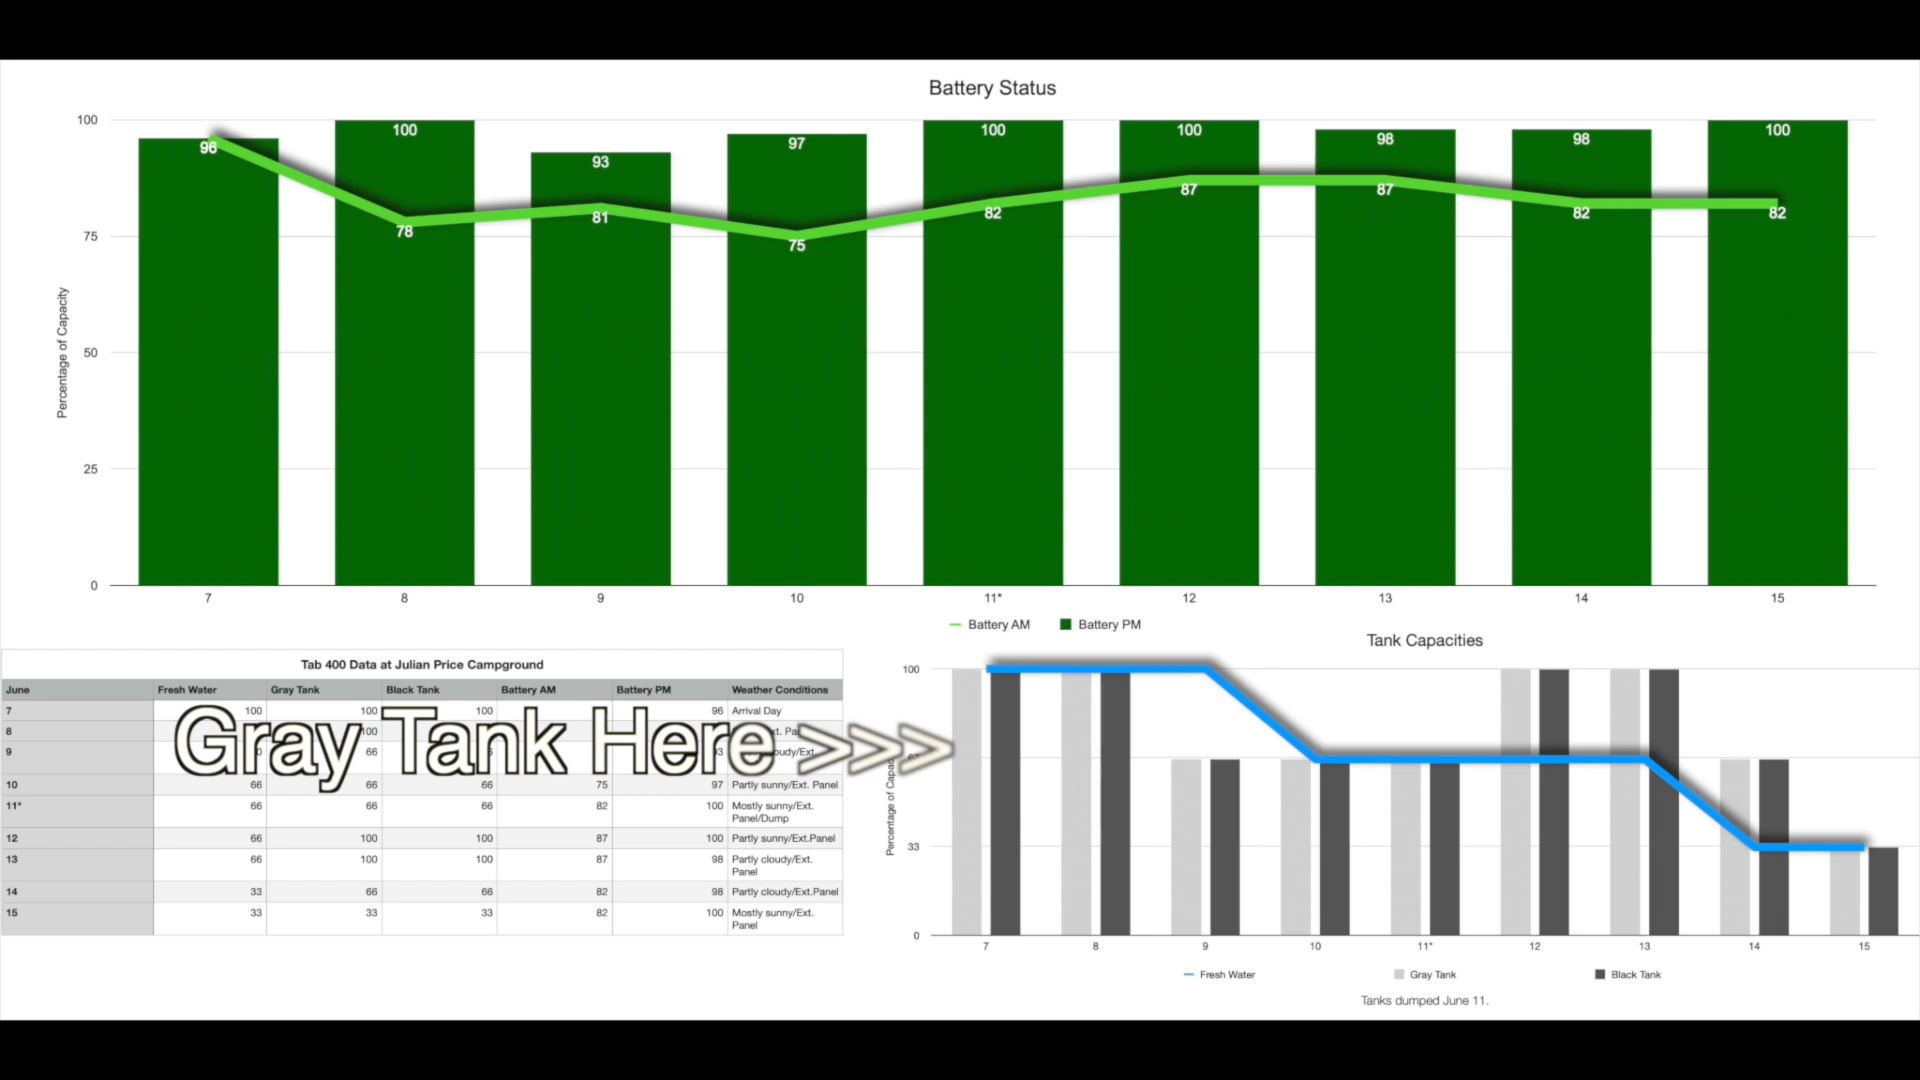 Battery Status
Percentage of Capacity
100
75
50
25
0
96
100
93
97
100
100
98
98
100
78
81
75
82
87
87
82
82
7 8 9 10 11* 12 13 14 15
Battery AM Battery PM
Tab 400 Data at Julian Price Campground
June Fresh Water Gray Tank Black Tank Battery AM Battery PM Weather Conditions
7 100 100 100 96 Arrival Day
8 100
9 66
10 66 66 66 75 97 Partly sunny/Ext. Panel
11* 66 66 66 82 100 Mostly sunny/Ext.
Panel/Dump
12 66 100 100 87 100 Partly sunny/Ext.Panel
13 66 100 100 87 98 Partly cloudy/Ext.
Panel
14 33 66 66 82 98 Partly cloudy/Ext.Panel
15 33 33 33 82 100 Mostly sunny/Ext.
Panel
Gray Tank Here >>>
Tank Capacities
Percentage of Capac
100
33
0
7 8 9 10 11* 12 13 14 15
Fresh Water Gray Tank Black Tank
Tanks dumped June 11.